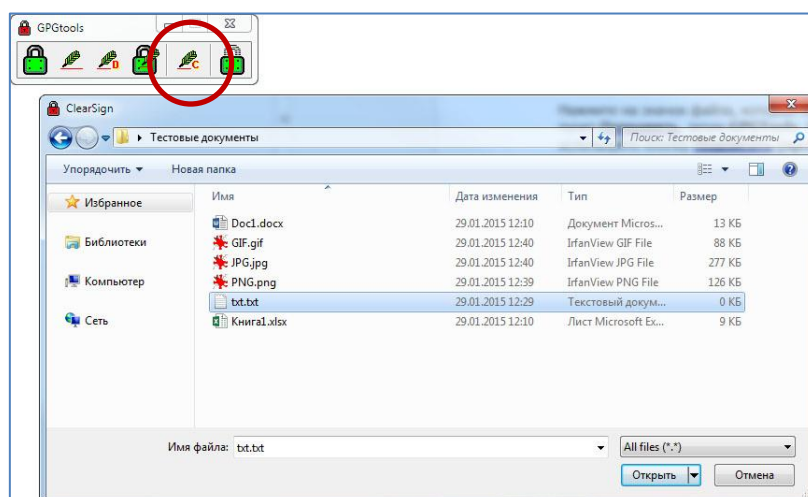 GPGtools
D
C
ClearSign
Тестовые документы
Поиск: Тестовые документы
Упорядочить
Новая папка
Имя Дата изменения Тип Размер
Избранное
Библиотеки
Компьютер
Сеть
Doc1.docx 29.01.2015 12:10 Документ Micros... 13 КБ
GIF.gif 29.01.2015 12:40 IrfanView GIF File 88 КБ
JPG.jpg 29.01.2015 12:40 IrfanView JPG File 277 КБ
PNG.png 29.01.2015 12:39 IrfanView PNG File 126 КБ
txt.txt 29.01.2015 12:29 Текстовый докум... 0 КБ
Книга1.xlsx 29.01.2015 12:10 Лист Microsoft Ex... 9 КБ
Имя файла: txt.txt
All files (*.*)
Открыть
Отмена